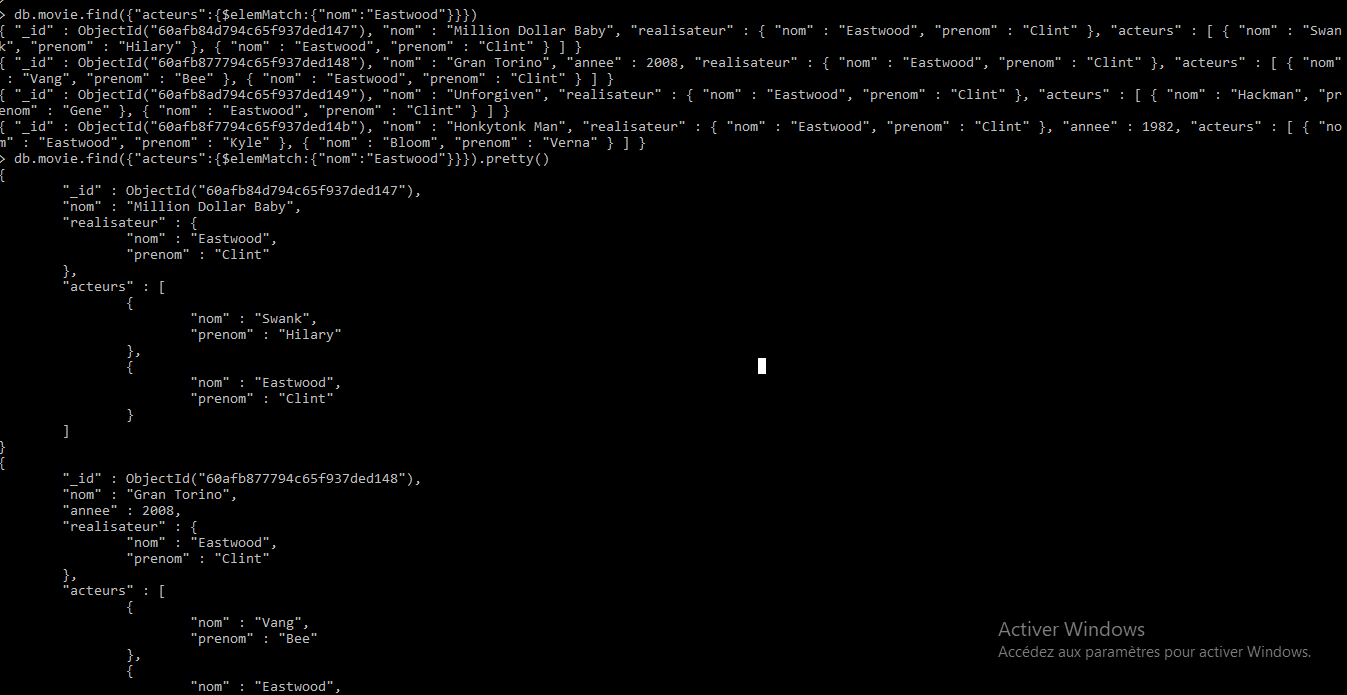 > db.movie.find({"acteurs":{$elemMatch:{"nom":"Eastwood"}}})
{ "_id" : ObjectId("60afb84d794c65f937ded147"), "nom" : "Million Dollar Baby", "realisateur" : { "nom" : "Eastwood", "prenom" : "Clint" }, "acteurs" : [ { "nom" : "Swan
k", "prenom" : "Hilary" }, { "nom" : "Eastwood", "prenom" : "Clint" } ] }
{ "_id" : ObjectId("60afb877794c65f937ded148"), "nom" : "Gran Torino", "annee" : 2008, "realisateur" : { "nom" : "Eastwood", "prenom" : "Clint" }, "acteurs" : [ { "nom"
: "Vang", "prenom" : "Bee" }, { "nom" : "Eastwood", "prenom" : "Clint" } ] }
{ "_id" : ObjectId("60afb8ad794c65f937ded149"), "nom" : "Unforgiven", "realisateur" : { "nom" : "Eastwood", "prenom" : "Clint" }, "acteurs" : [ { "nom" : "Hackman", "pr
enom" : "Gene" }, { "nom" : "Eastwood", "prenom" : "Clint" } ] }
{ "_id" : ObjectId("60afb8f7794c65f937ded14b"), "nom" : "Honkytonk Man", "realisateur" : { "nom" : "Eastwood", "prenom" : "Clint" }, "annee" : 1982, "acteurs" : [ { "no
m" : "Eastwood", "prenom" : "Kyle" }, { "nom" : "Bloom", "prenom" : "Verna" } ] }
> db.movie.find({"acteurs":{$elemMatch:{"nom":"Eastwood"}}}).pretty()
{
"_id" : ObjectId("60afb84d794c65f937ded147"),
"nom" : "Million Dollar Baby",
"realisateur" : {
"nom" : "Eastwood",
"prenom" : "Clint"
},
"acteurs" : [
{
"nom" : "Swank",
"prenom" : "Hilary"
},
{
"nom" : "Eastwood",
"prenom" : "Clint"
}
]
}
{
"_id" : ObjectId("60afb877794c65f937ded148"),
"nom" : "Gran Torino",
"annee" : 2008,
"realisateur" : {
"nom" : "Eastwood",
"prenom" : "Clint"
},
"acteurs" : [
{
"nom" : "Vang",
"prenom" : "Bee"
},
{
"nom" : "Eastwood",
Activer Windows
Accédez aux paramètres pour activer Windows.